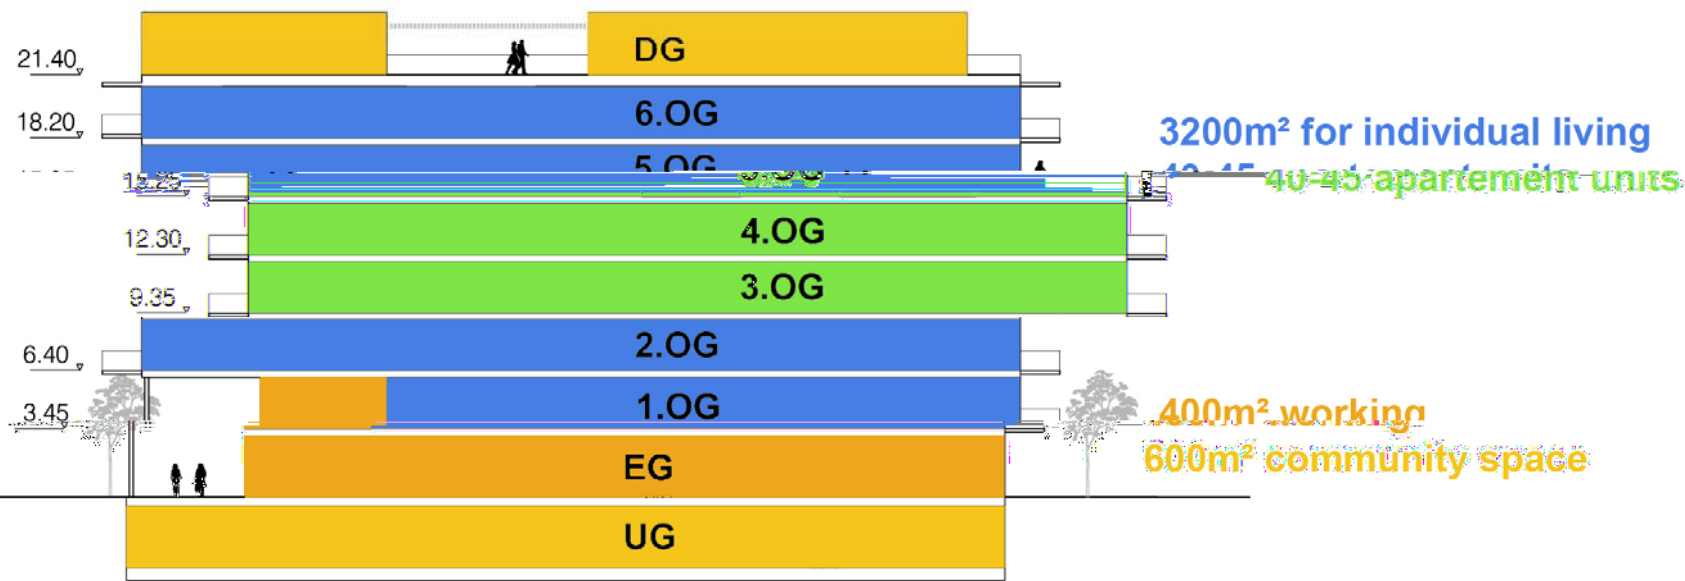 DG
21.40
6.OG
18.20
3200m² for individual living
5.OG
15.25
40-45 apartement units
4.OG
12.30
3.OG
9.35
2.OG
6.40
1.OG
3.45
400m² working
600m² community space
EG
UG